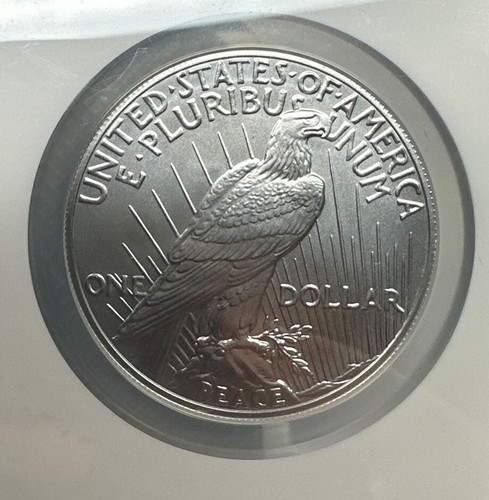 UNITED·STATES·OF·AMERICA
E·PLURIBUS UNUM
ONE DOLLAR
PEACE